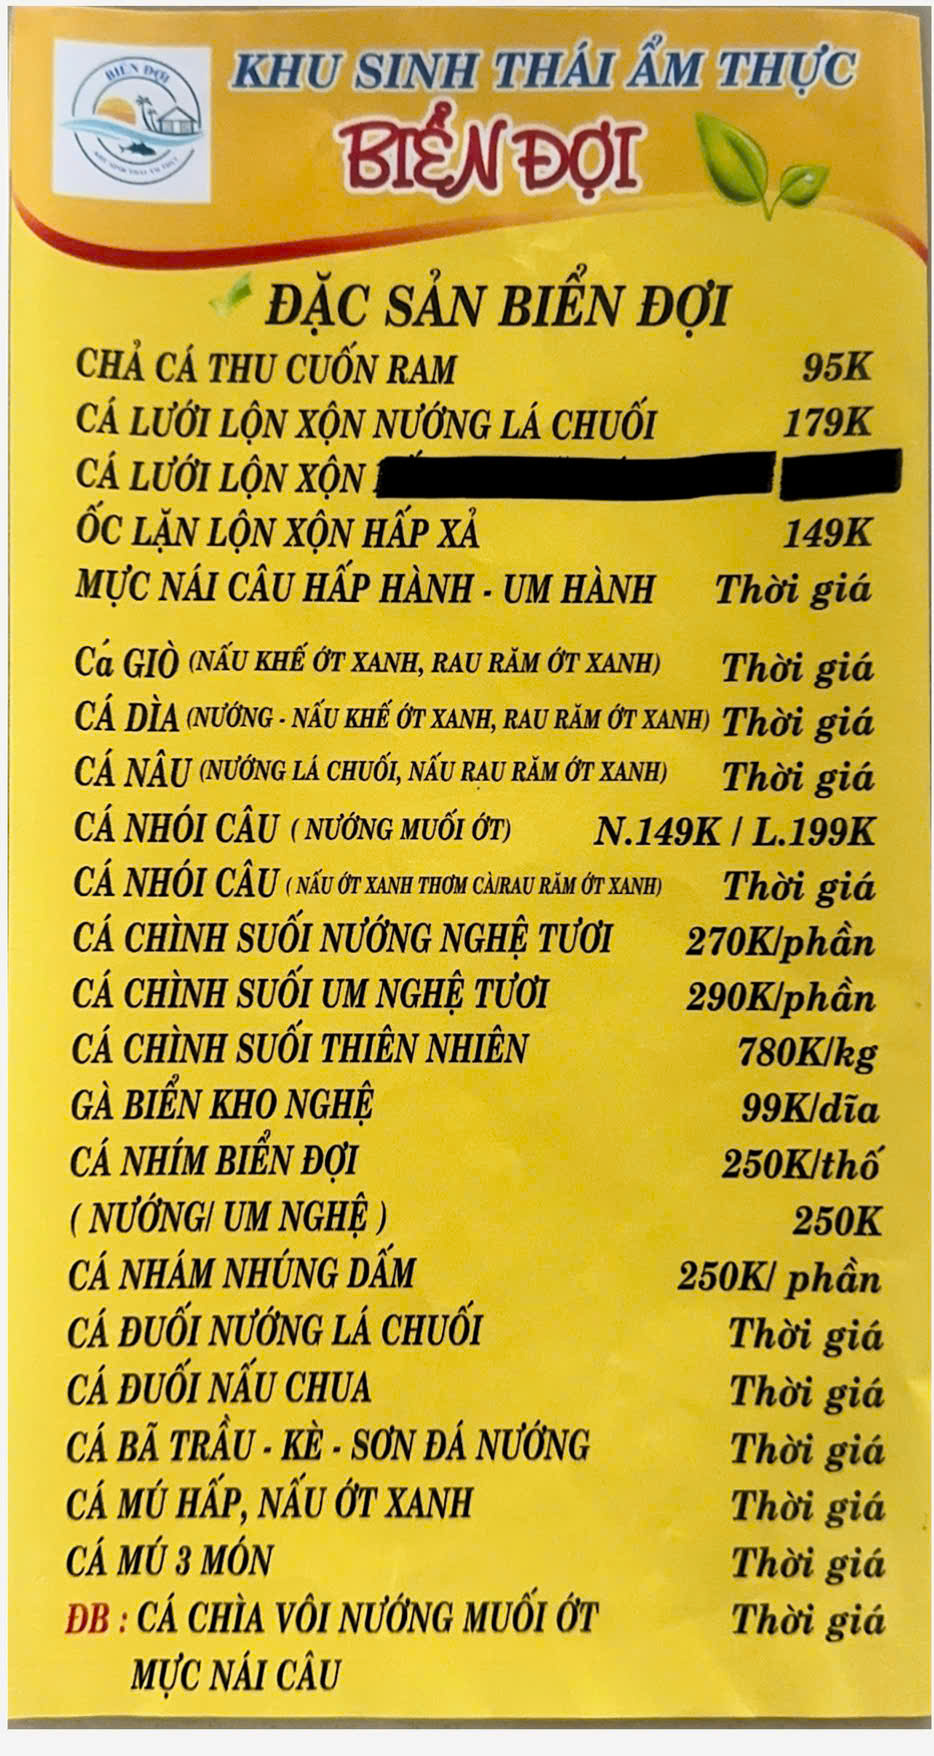 BIỂN ĐỢI
KHU SINH THÁI ẨM THỰC
BIỂN ĐỢI
ĐẶC SẢN BIỂN ĐỢI
CHẢ CÁ THU CUỐN RAM 95K
CÁ LƯỚI LỘN XỘN NƯỚNG LÁ CHUỐI 179K
CÁ LƯỚI LỘN XỘN
ỐC LẶN LỘN XỘN HẤP XẢ 149K
MỰC NÁI CÂU HẤP HÀNH - UM HÀNH Thời giá
Cá GIÒ (NẤU KHẾ ỚT XANH, RAU RĂM ỚT XANH) Thời giá
CÁ DÌA (NƯỚNG - NẤU KHẾ ỚT XANH, RAU RĂM ỚT XANH) Thời giá
CÁ NÂU (NƯỚNG LÁ CHUỐI, NẤU RAU RĂM ỚT XANH) Thời giá
CÁ NHÓI CÂU ( NƯỚNG MUỐI ỚT) N.149K / L.199K
CÁ NHÓI CÂU ( NẤU ỚT XANH THƠM CÀ/RAU RĂM ỚT XANH) Thời giá
CÁ CHÌNH SUỐI NƯỚNG NGHỆ TƯƠI 270K/phần
CÁ CHÌNH SUỐI UM NGHỆ TƯƠI 290K/phần
CÁ CHÌNH SUỐI THIÊN NHIÊN 780K/kg
GÀ BIỂN KHO NGHỆ 99K/dĩa
CÁ NHÍM BIỂN ĐỢI 250K/thố
( NƯỚNG/ UM NGHỆ ) 250K
CÁ NHÁM NHÚNG DẤM 250K/ phần
CÁ ĐUỐI NƯỚNG LÁ CHUỐI Thời giá
CÁ ĐUỐI NẤU CHUA Thời giá
CÁ BÃ TRẦU - KÈ - SƠN ĐÁ NƯỚNG Thời giá
CÁ MÚ HẤP, NẤU ỚT XANH Thời giá
CÁ MÚ 3 MÓN Thời giá
ĐB : CÁ CHÌA VÔI NƯỚNG MUỐI ỚT Thời giá
MỰC NÁI CÂU